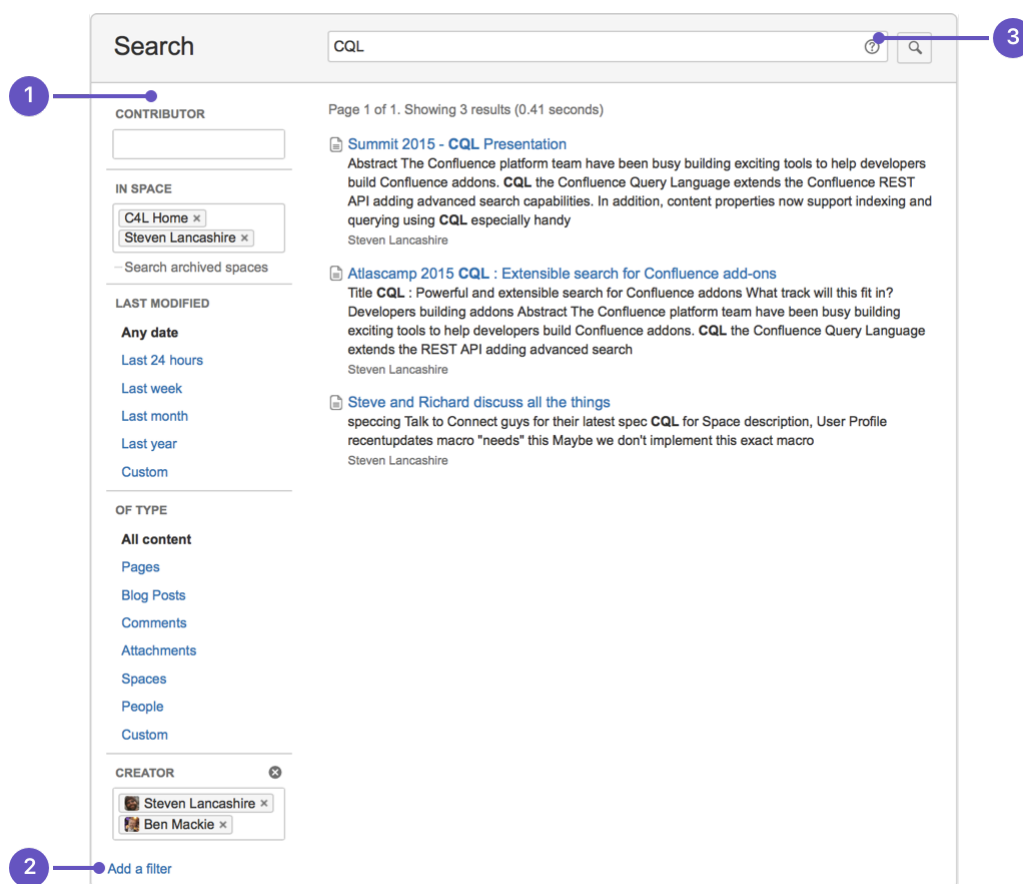 Search
CQL
3
1
CONTRIBUTOR
IN SPACE
C4L Home ×
Steven Lancashire ×
Search archived spaces
LAST MODIFIED
Any date
Last 24 hours
Last week
Last month
Last year
Custom
OF TYPE
All content
Pages
Blog Posts
Comments
Attachments
Spaces
People
Custom
CREATOR
Steven Lancashire ×
Ben Mackie ×
2
Add a filter
Page 1 of 1. Showing 3 results (0.41 seconds)
Summit 2015 - CQL Presentation
Abstract The Confluence platform team have been busy building exciting tools to help developers
build Confluence addons. CQL the Confluence Query Language extends the Confluence REST
API adding advanced search capabilities. In addition, content properties now support indexing and
querying using CQL especially handy
Steven Lancashire
Atlascamp 2015 CQL : Extensible search for Confluence add-ons
Title CQL : Powerful and extensible search for Confluence addons What track will this fit in?
Developers building addons Abstract The Confluence platform team have been busy building
exciting tools to help developers build Confluence addons. CQL the Confluence Query Language
extends the REST API adding advanced search
Steven Lancashire
Steve and Richard discuss all the things
speccing Talk to Connect guys for their latest spec CQL for Space description, User Profile
recentupdates macro "needs" this Maybe we don't implement this exact macro
Steven Lancashire